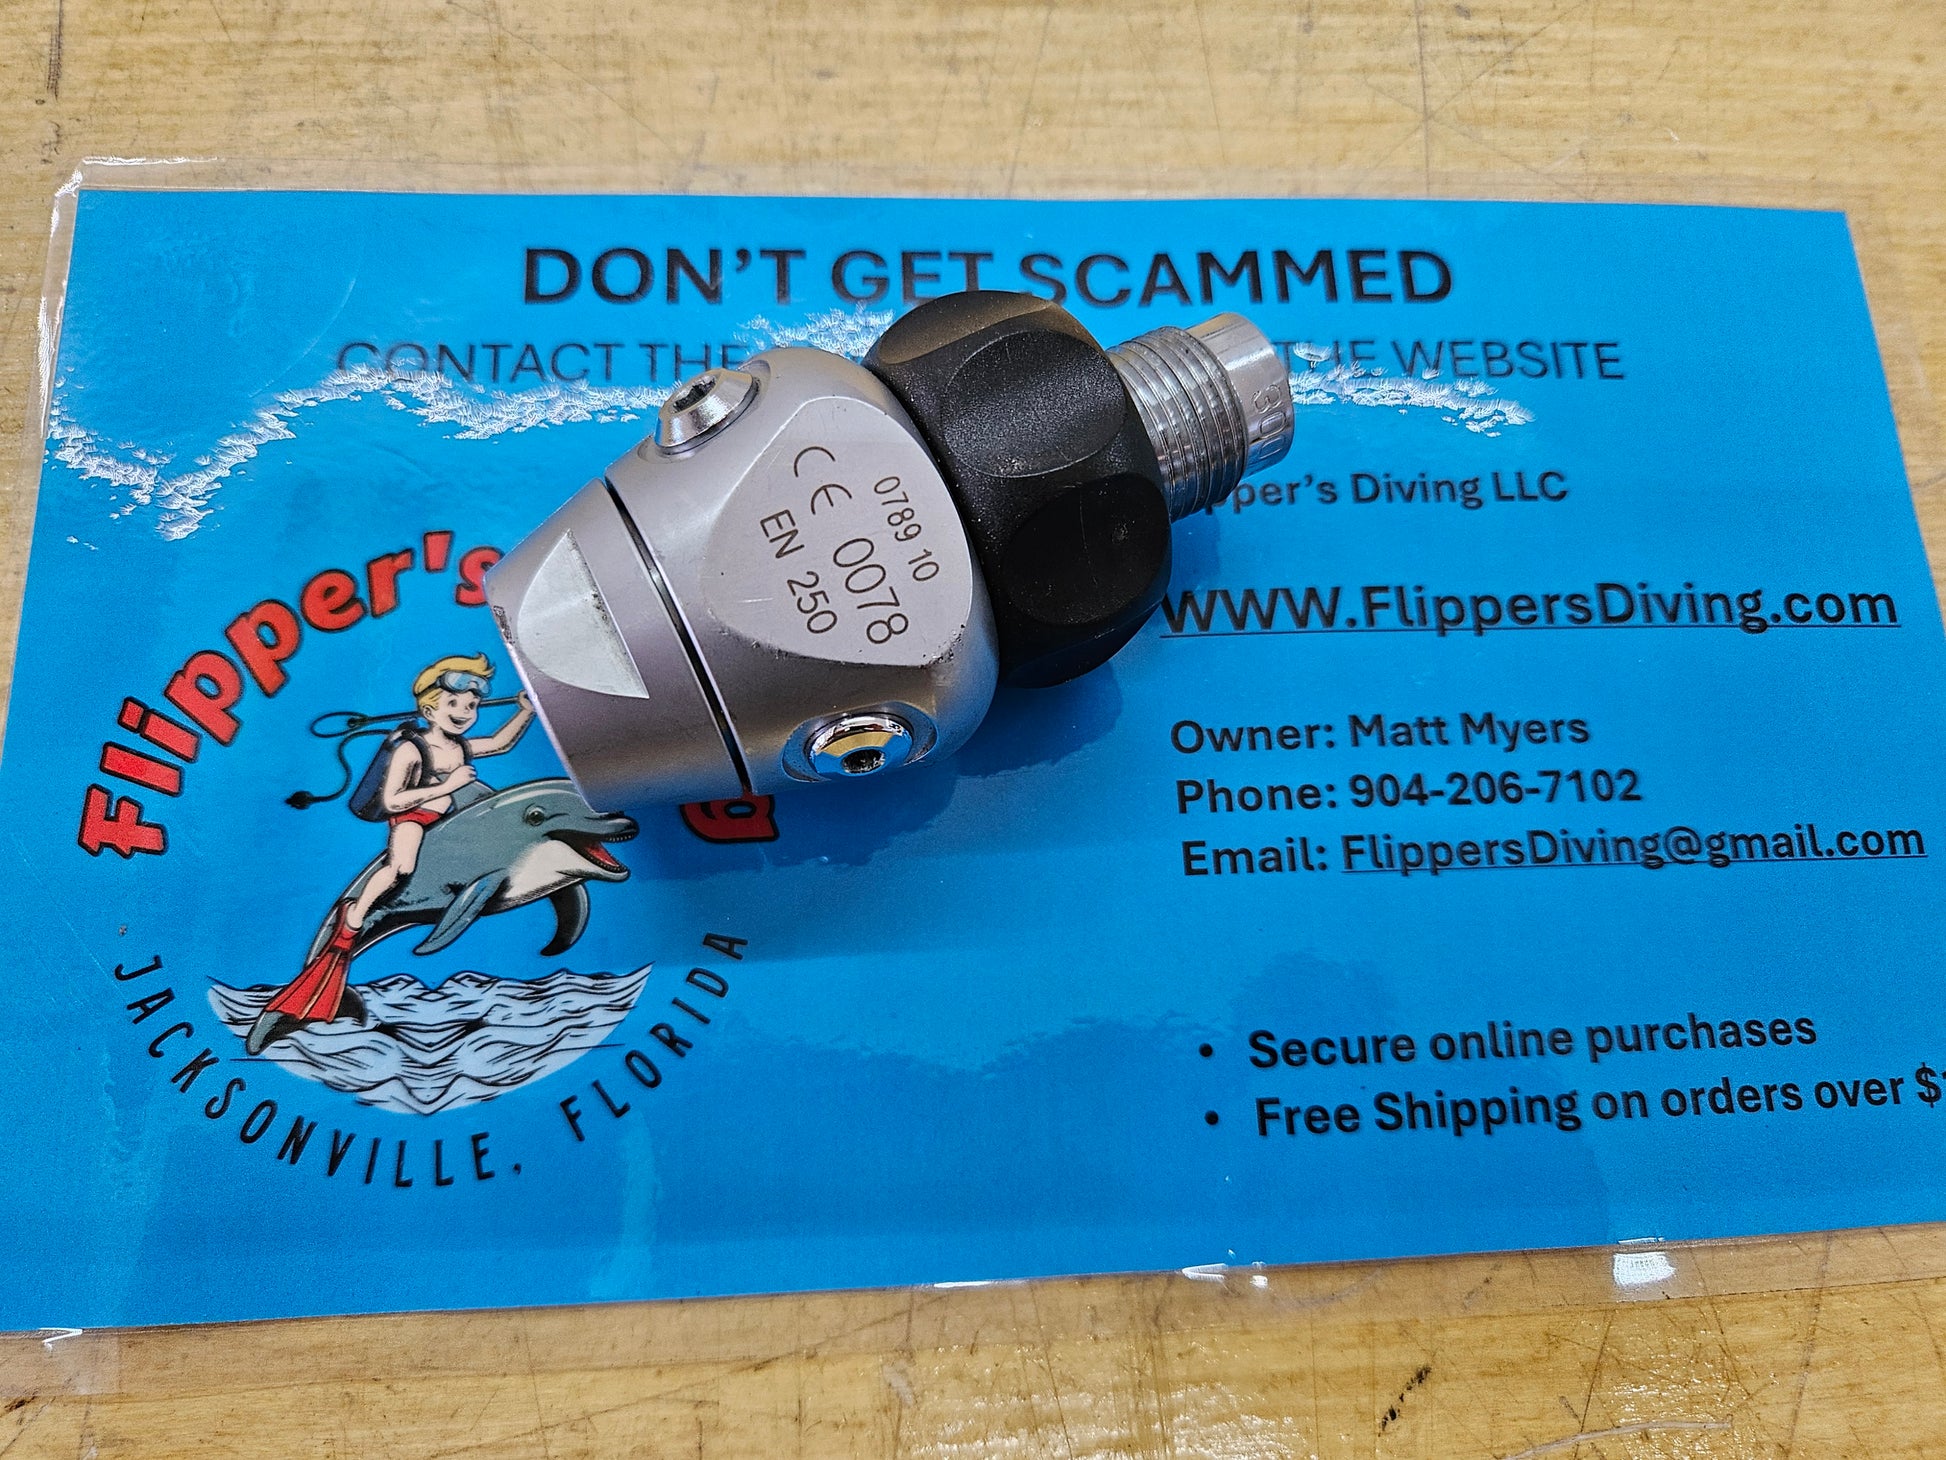 DON'T GET SCAMMED
CONTACT THE THE WEBSITE
Flipper's
JACKSONVILLE, FLORIDA
Diving LLC
WWW.FlippersDiving.com
Owner: Matt Myers
Phone: 904-206-7102
Email: FlippersDiving@gmail.com
• Secure online purchases
• Free Shipping on orders over
0789 10
CE 0078
EN 250
300